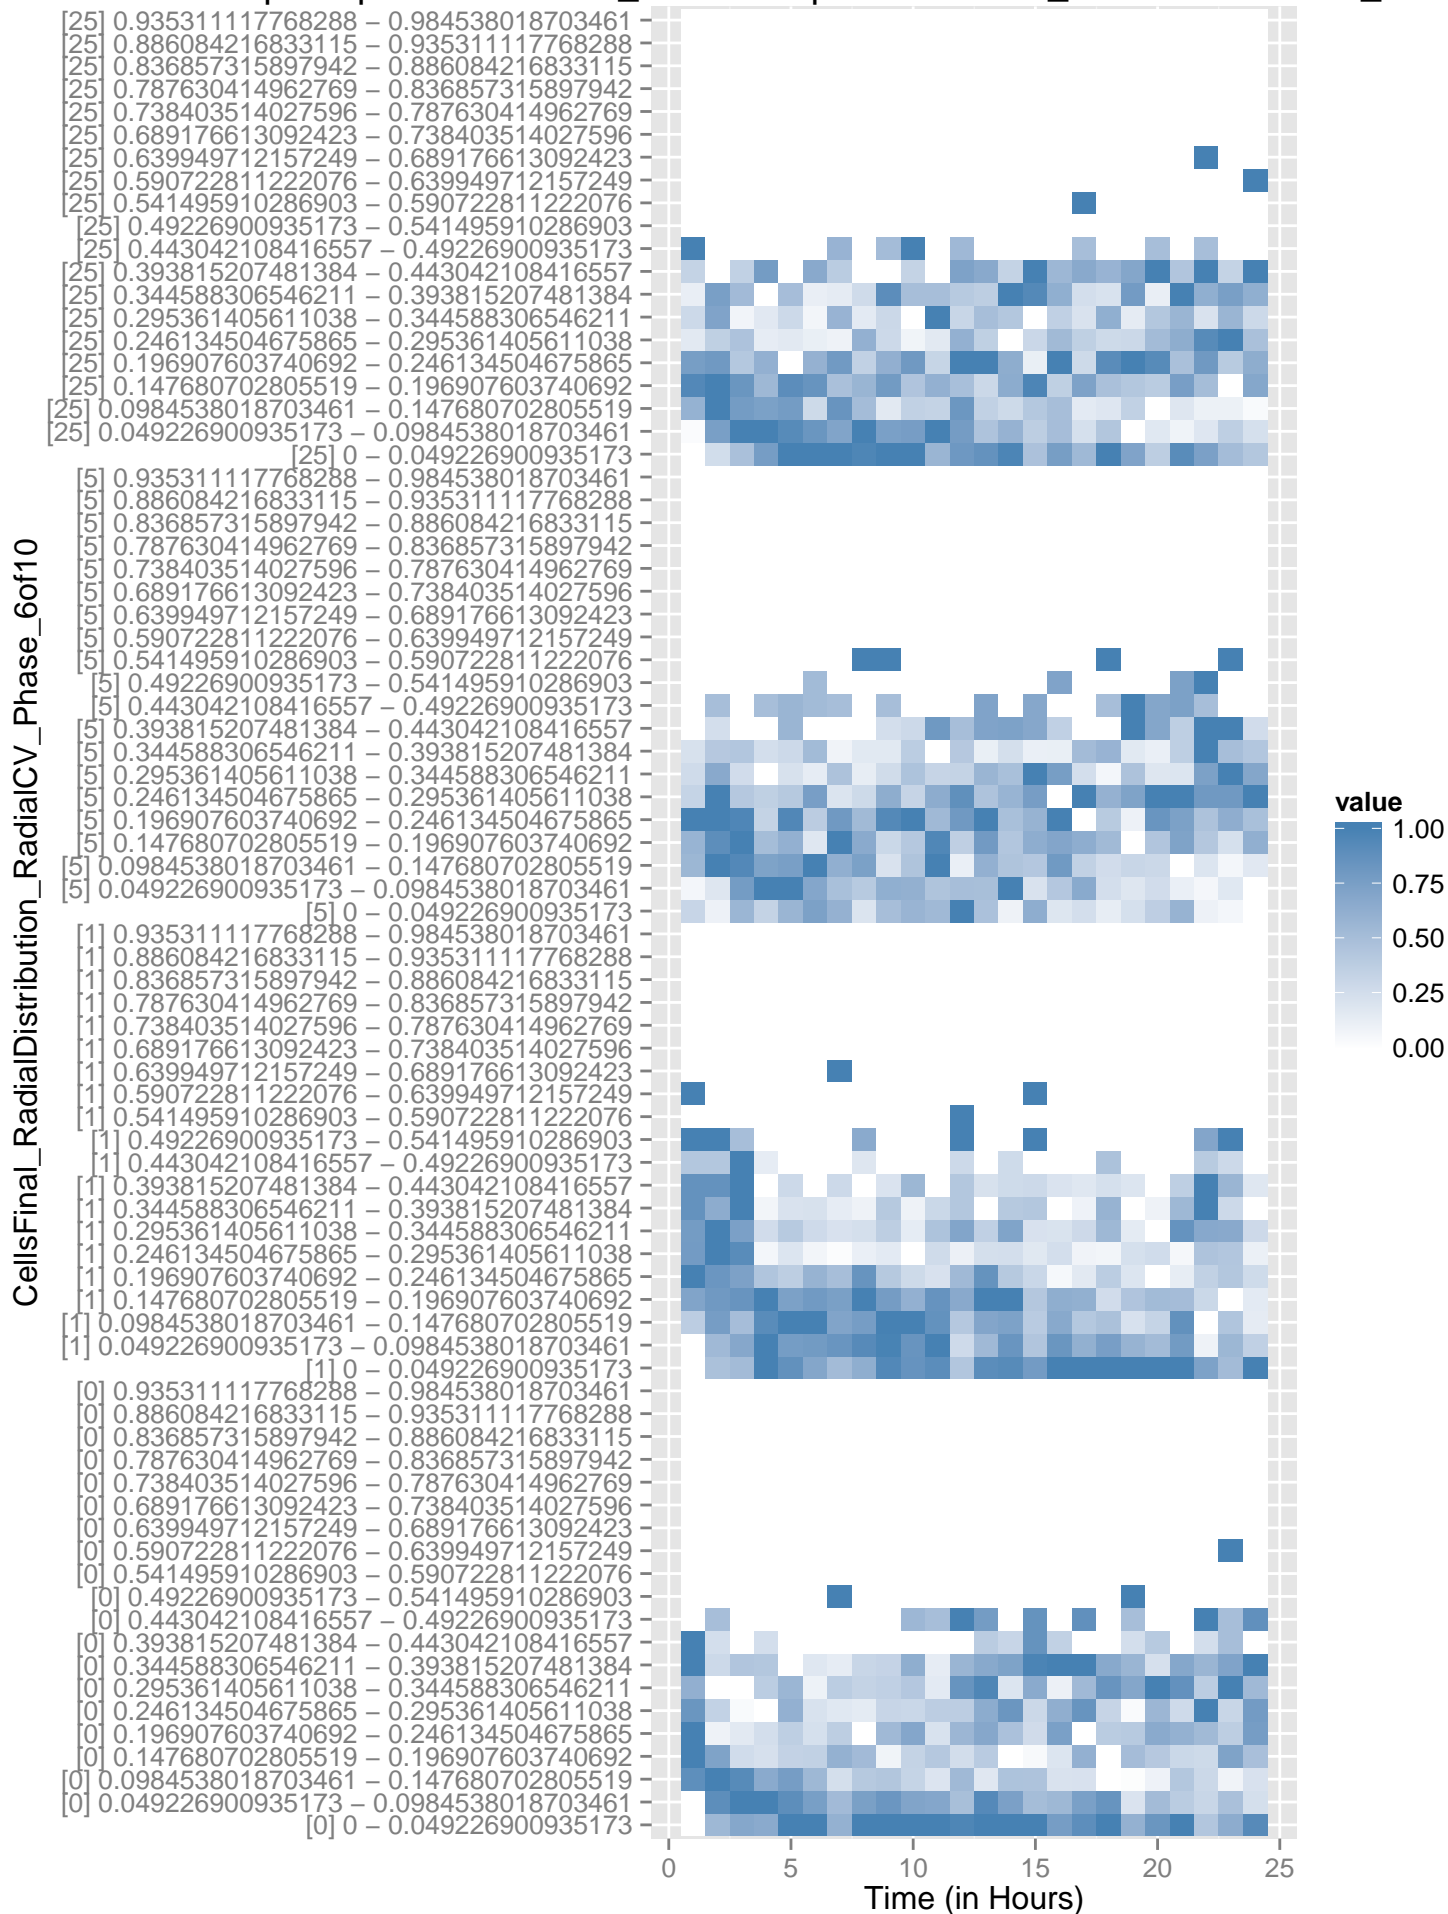 [25] 0.935311117768288 – 0.984538018703461
[25] 0.886084216833115 – 0.935311117768288
[25] 0.836857315897942 – 0.886084216833115
[25] 0.787630414962769 – 0.836857315897942
[25] 0.738403514027596 – 0.787630414962769
[25] 0.689176613092423 – 0.738403514027596
[25] 0.639949712157249 – 0.689176613092423
[25] 0.590722811222076 – 0.639949712157249
[25] 0.541495910286903 – 0.590722811222076
[25] 0.49226900935173 – 0.541495910286903
[25] 0.443042108416557 – 0.49226900935173
[25] 0.393815207481384 – 0.443042108416557
[25] 0.344588306546211 – 0.393815207481384
[25] 0.295361405611038 – 0.344588306546211
[25] 0.246134504675865 – 0.295361405611038
[25] 0.196907603740692 – 0.246134504675865
[25] 0.147680702805519 – 0.196907603740692
[25] 0.0984538018703461 – 0.147680702805519
[25] 0.049226900935173 – 0.0984538018703461
[25] 0 – 0.049226900935173
[5] 0.935311117768288 – 0.984538018703461
[5] 0.886084216833115 – 0.935311117768288
[5] 0.836857315897942 – 0.886084216833115
[5] 0.787630414962769 – 0.836857315897942
[5] 0.738403514027596 – 0.787630414962769
[5] 0.689176613092423 – 0.738403514027596
[5] 0.639949712157249 – 0.689176613092423
[5] 0.590722811222076 – 0.639949712157249
[5] 0.541495910286903 – 0.590722811222076
[5] 0.49226900935173 – 0.541495910286903
[5] 0.443042108416557 – 0.49226900935173
[5] 0.393815207481384 – 0.443042108416557
[5] 0.344588306546211 – 0.393815207481384
[5] 0.295361405611038 – 0.344588306546211
[5] 0.246134504675865 – 0.295361405611038
[5] 0.196907603740692 – 0.246134504675865
[5] 0.147680702805519 – 0.196907603740692
[5] 0.0984538018703461 – 0.147680702805519
[5] 0.049226900935173 – 0.0984538018703461
[5] 0 – 0.049226900935173
[1] 0.935311117768288 – 0.984538018703461
[1] 0.886084216833115 – 0.935311117768288
[1] 0.836857315897942 – 0.886084216833115
[1] 0.787630414962769 – 0.836857315897942
[1] 0.738403514027596 – 0.787630414962769
[1] 0.689176613092423 – 0.738403514027596
[1] 0.639949712157249 – 0.689176613092423
[1] 0.590722811222076 – 0.639949712157249
[1] 0.541495910286903 – 0.590722811222076
[1] 0.49226900935173 – 0.541495910286903
[1] 0.443042108416557 – 0.49226900935173
[1] 0.393815207481384 – 0.443042108416557
[1] 0.344588306546211 – 0.393815207481384
[1] 0.295361405611038 – 0.344588306546211
[1] 0.246134504675865 – 0.295361405611038
[1] 0.196907603740692 – 0.246134504675865
[1] 0.147680702805519 – 0.196907603740692
[1] 0.0984538018703461 – 0.147680702805519
[1] 0.049226900935173 – 0.0984538018703461
[1] 0 – 0.049226900935173
[0] 0.935311117768288 – 0.984538018703461
[0] 0.886084216833115 – 0.935311117768288
[0] 0.836857315897942 – 0.886084216833115
[0] 0.787630414962769 – 0.836857315897942
[0] 0.738403514027596 – 0.787630414962769
[0] 0.689176613092423 – 0.738403514027596
[0] 0.639949712157249 – 0.689176613092423
[0] 0.590722811222076 – 0.639949712157249
[0] 0.541495910286903 – 0.590722811222076
[0] 0.49226900935173 – 0.541495910286903
[0] 0.443042108416557 – 0.49226900935173
[0] 0.393815207481384 – 0.443042108416557
[0] 0.344588306546211 – 0.393815207481384
[0] 0.295361405611038 – 0.344588306546211
[0] 0.246134504675865 – 0.295361405611038
[0] 0.196907603740692 – 0.246134504675865
[0] 0.147680702805519 – 0.196907603740692
[0] 0.0984538018703461 – 0.147680702805519
[0] 0.049226900935173 – 0.0984538018703461
[0] 0 – 0.049226900935173
CellsFinal_RadialDistribution_RadialCV_Phase_6of10
0 5 10 15 20 25
Time (in Hours)
value
1.00
0.75
0.50
0.25
0.00